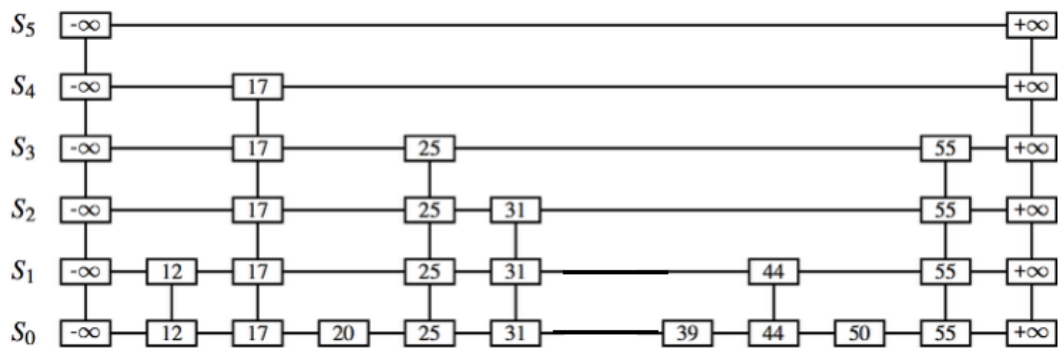 S5 -∞ +∞
S4 -∞ 17 +∞
S3 -∞ 17 25 55 +∞
S2 -∞ 17 25 31 55 +∞
S1 -∞ 12 17 25 31 44 55 +∞
S0 -∞ 12 17 20 25 31 39 44 50 55 +∞